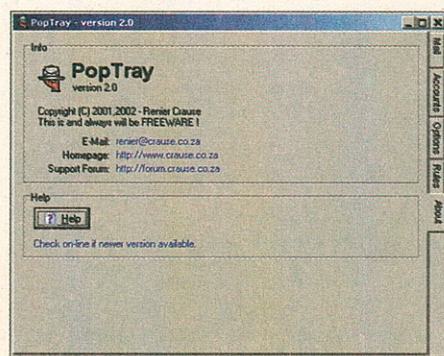 PopTray - version 2.0
Info
PopTray
version 2.0
Copyright (C) 2001,2002 - Renier Crause
This is and always will be FREEWARE !
E-Mail: renier@crause.co.za
Homepage: http://www.crause.co.za
Support Forum: http://forum.crause.co.za
Help
? Help
Check on-line if newer version available.
Mail
Accounts
Options
Rules
About